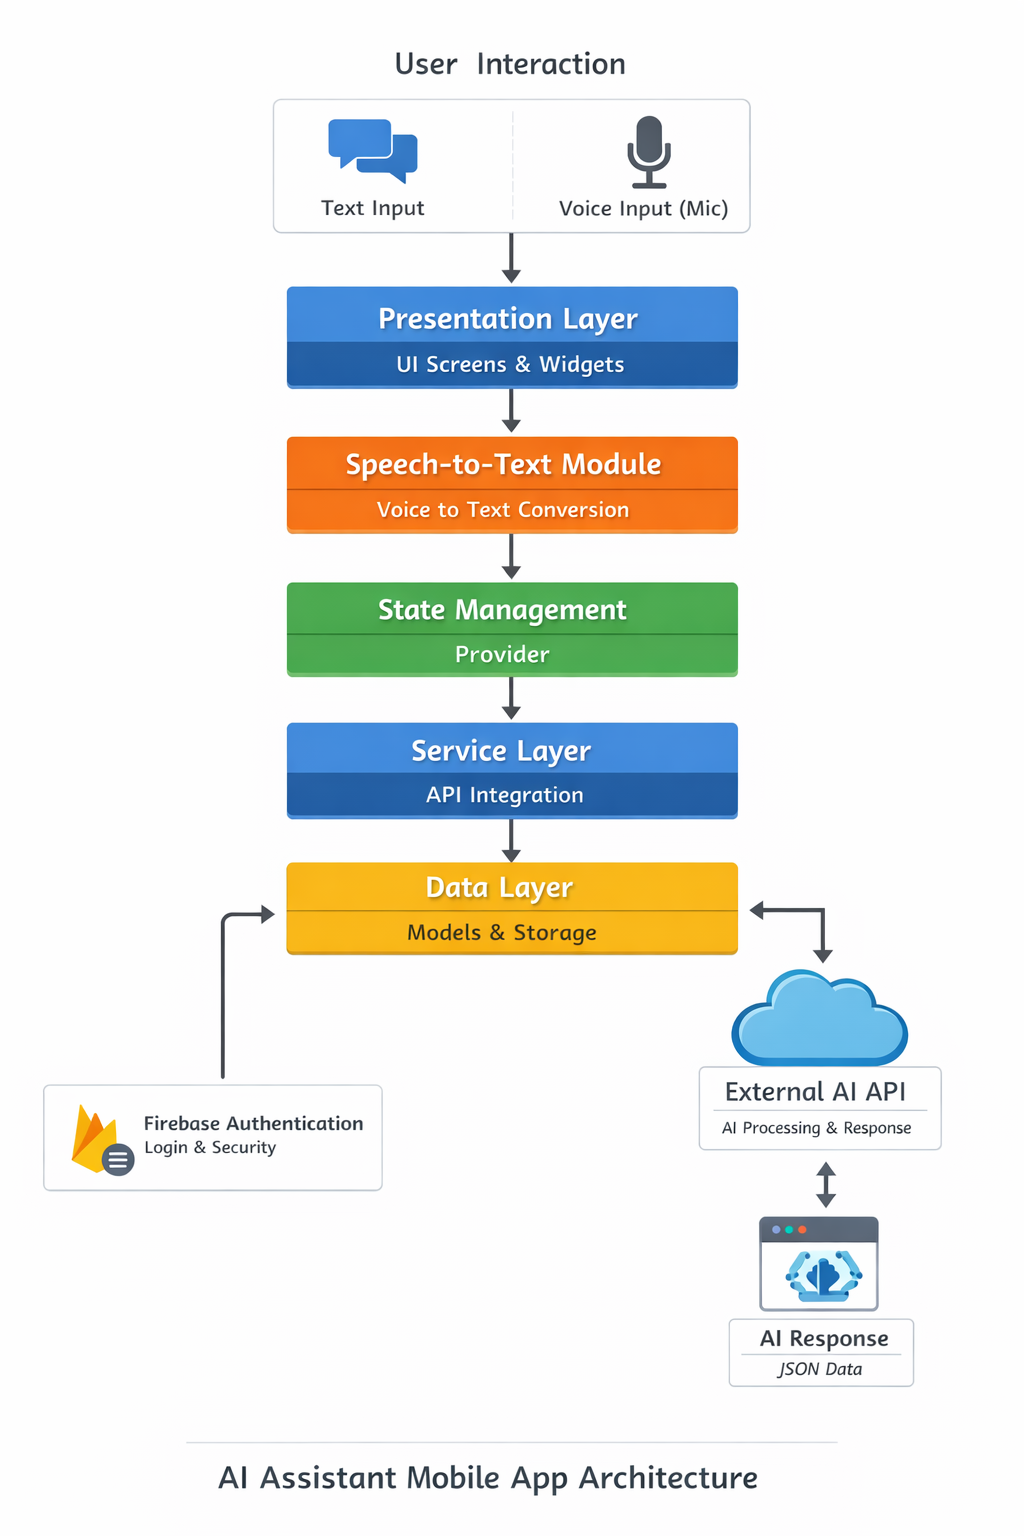 User Interaction
Text Input
Voice Input (Mic)
Presentation Layer
UI Screens & Widgets
Speech-to-Text Module
Voice to Text Conversion
State Management
Provider
Service Layer
API Integration
Data Layer
Models & Storage
Firebase Authentication
Login & Security
External AI API
AI Processing & Response
AI Response
JSON Data
AI Assistant Mobile App Architecture